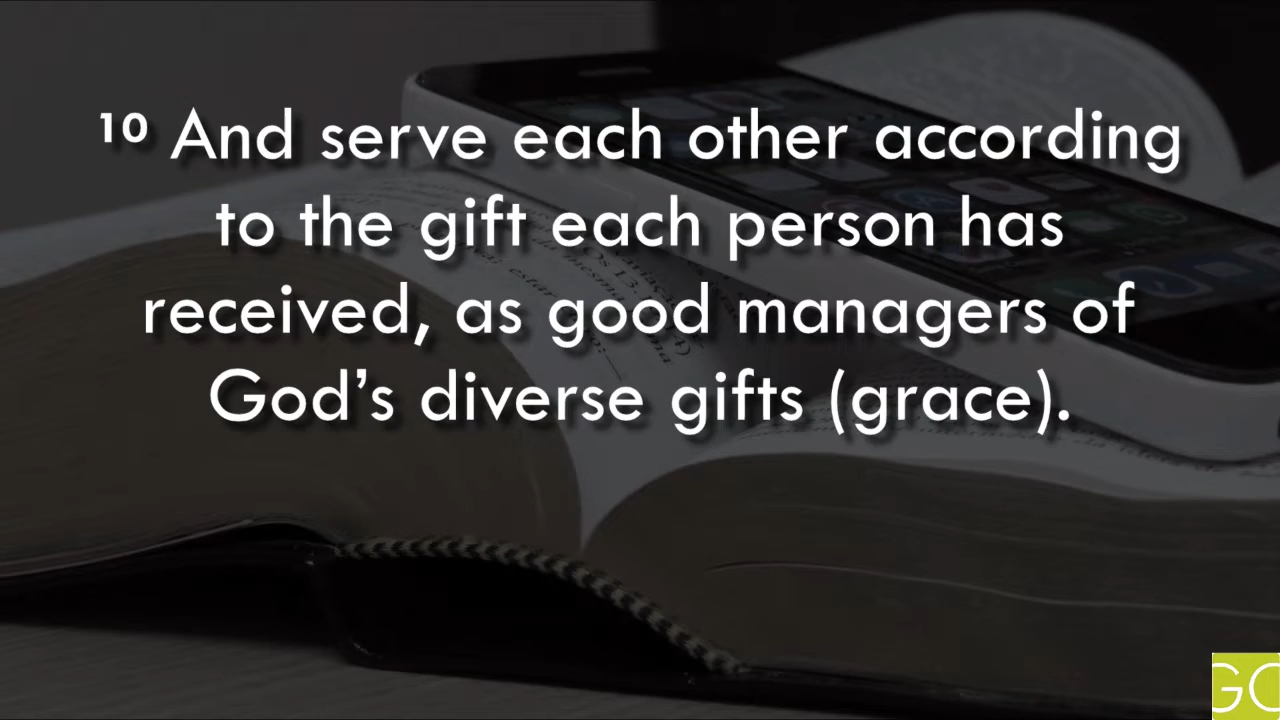 ¹⁰ And serve each other according
to the gift each person has
received, as good managers of
God’s diverse gifts (grace).
GO